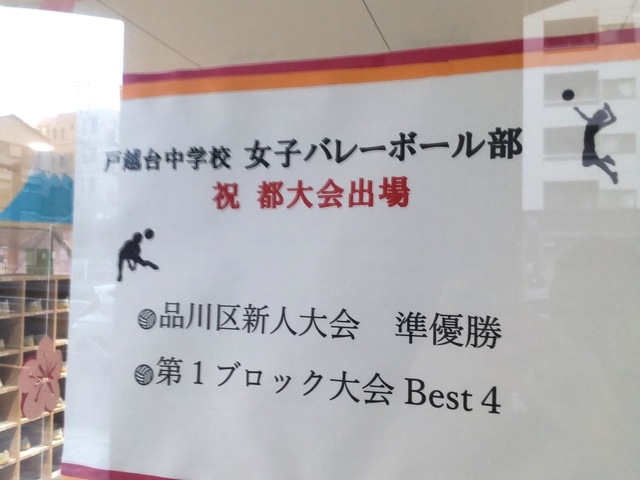 戸越台中学校 女子バレーボール部
祝 都大会出場
品川区新人大会 準優勝
第1ブロック大会 Best 4